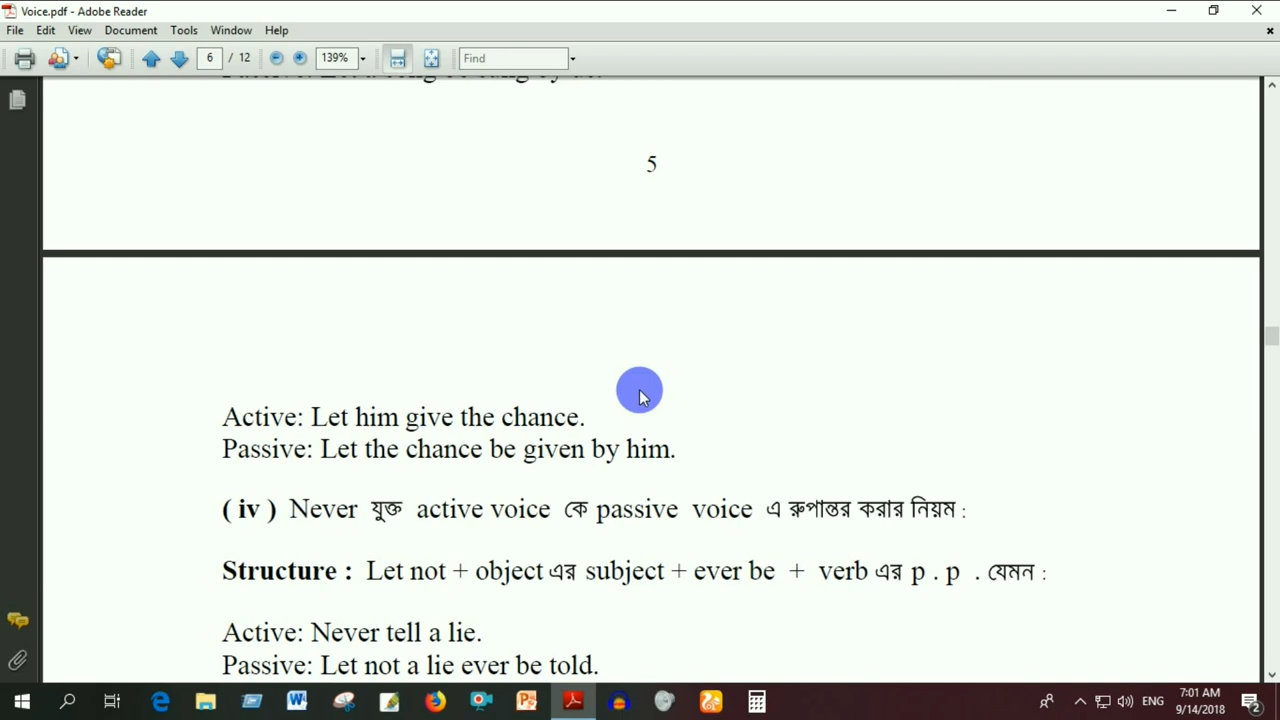 Voice.pdf - Adobe Reader
File Edit View Document Tools Window Help
6 / 12 139% Find
5
Active: Let him give the chance.
Passive: Let the chance be given by him.
( iv ) Never যুক্ত active voice কে passive voice এ রুপান্তর করার নিয়ম :
Structure : Let not + object এর subject + ever be + verb এর p . p . যেমন :
Active: Never tell a lie.
Passive: Let not a lie ever be told.
ENG 7:01 AM
9/14/2018 2